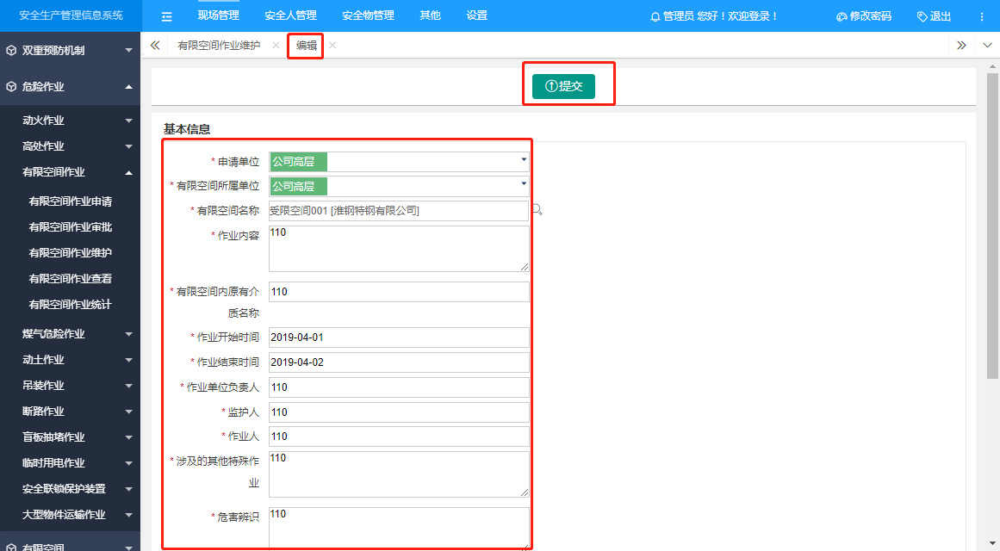 安全生产管理信息系统
现场管理 安全人管理 安全物管理 其他 设置
管理员 您好！欢迎登录！ 修改密码 退出
双重预防机制
危险作业
动火作业
高处作业
有限空间作业
有限空间作业申请
有限空间作业审批
有限空间作业维护
有限空间作业查看
有限空间作业统计
煤气危险作业
动土作业
吊装作业
断路作业
盲板抽堵作业
临时用电作业
安全联锁保护装置
大型物件运输作业
有限空间
有限空间作业维护 × 编辑 ×
提交
基本信息
* 申请单位 公司高层
* 有限空间所属单位 公司高层
* 有限空间名称 受限空间001 [淮钢特钢有限公司]
* 作业内容 110
* 有限空间内原有介 110
质名称
* 作业开始时间 2019-04-01
* 作业结束时间 2019-04-02
* 作业单位负责人 110
* 监护人 110
* 作业人 110
* 涉及的其他特殊作 110
业
* 危害辨识 110